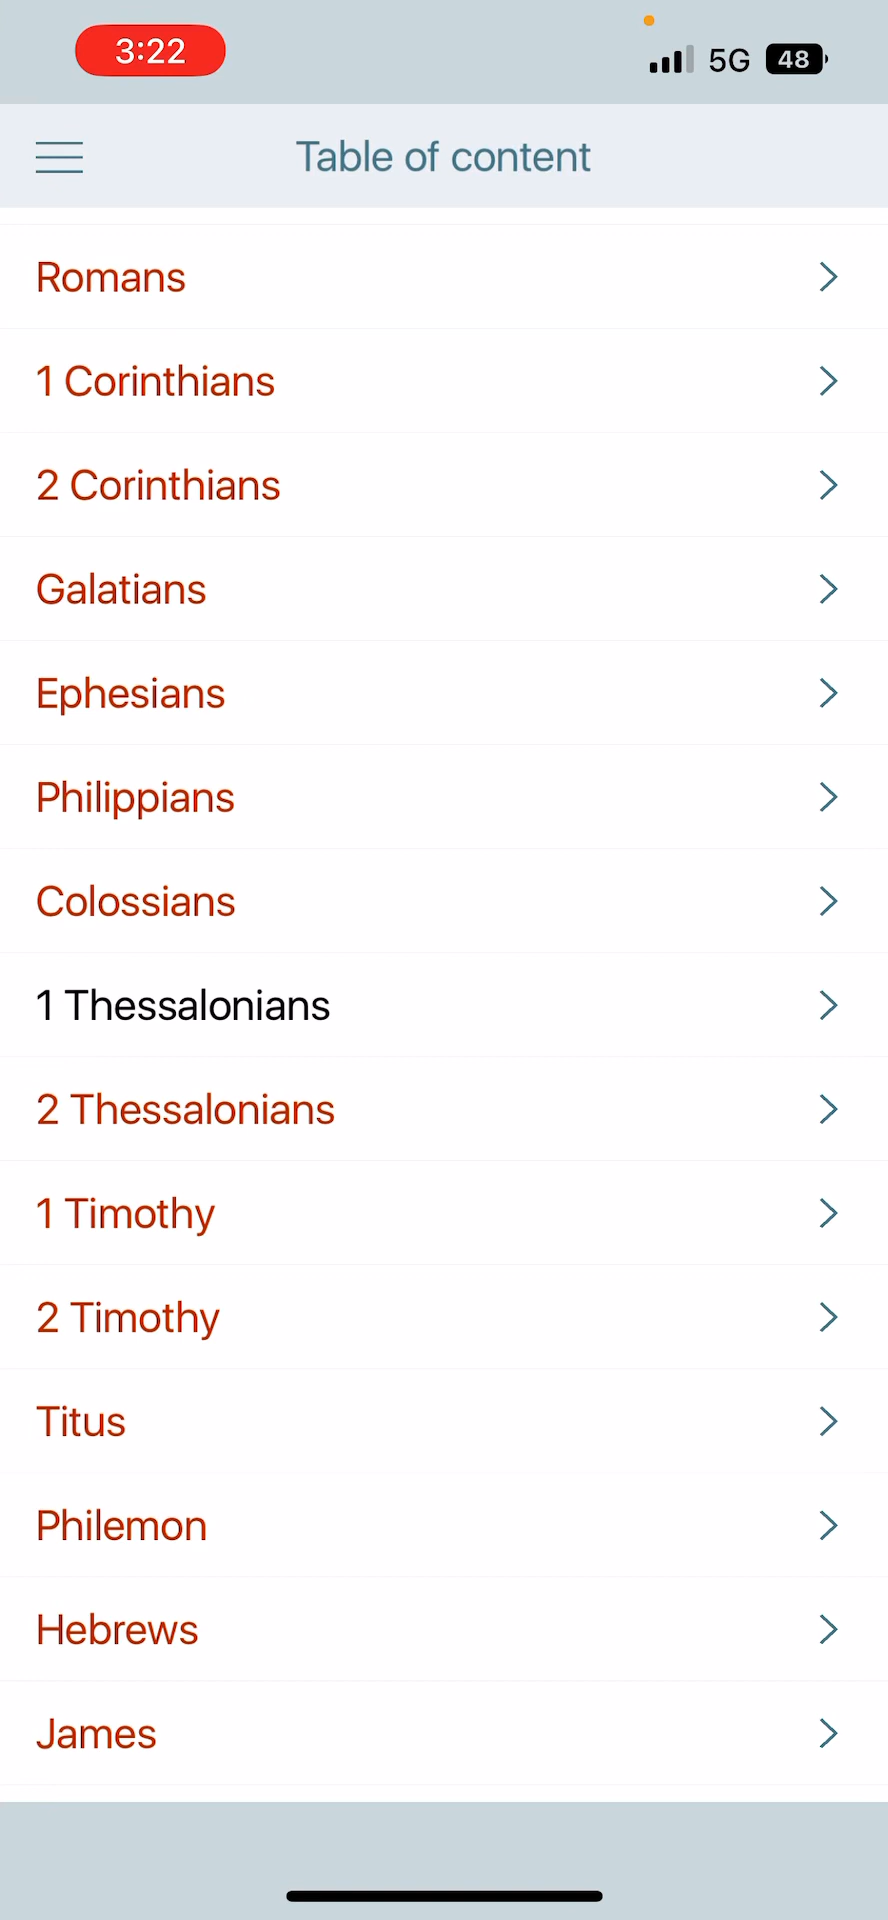 3:22
5G 48
Table of content
Romans
1 Corinthians
2 Corinthians
Galatians
Ephesians
Philippians
Colossians
1 Thessalonians
2 Thessalonians
1 Timothy
2 Timothy
Titus
Philemon
Hebrews
James